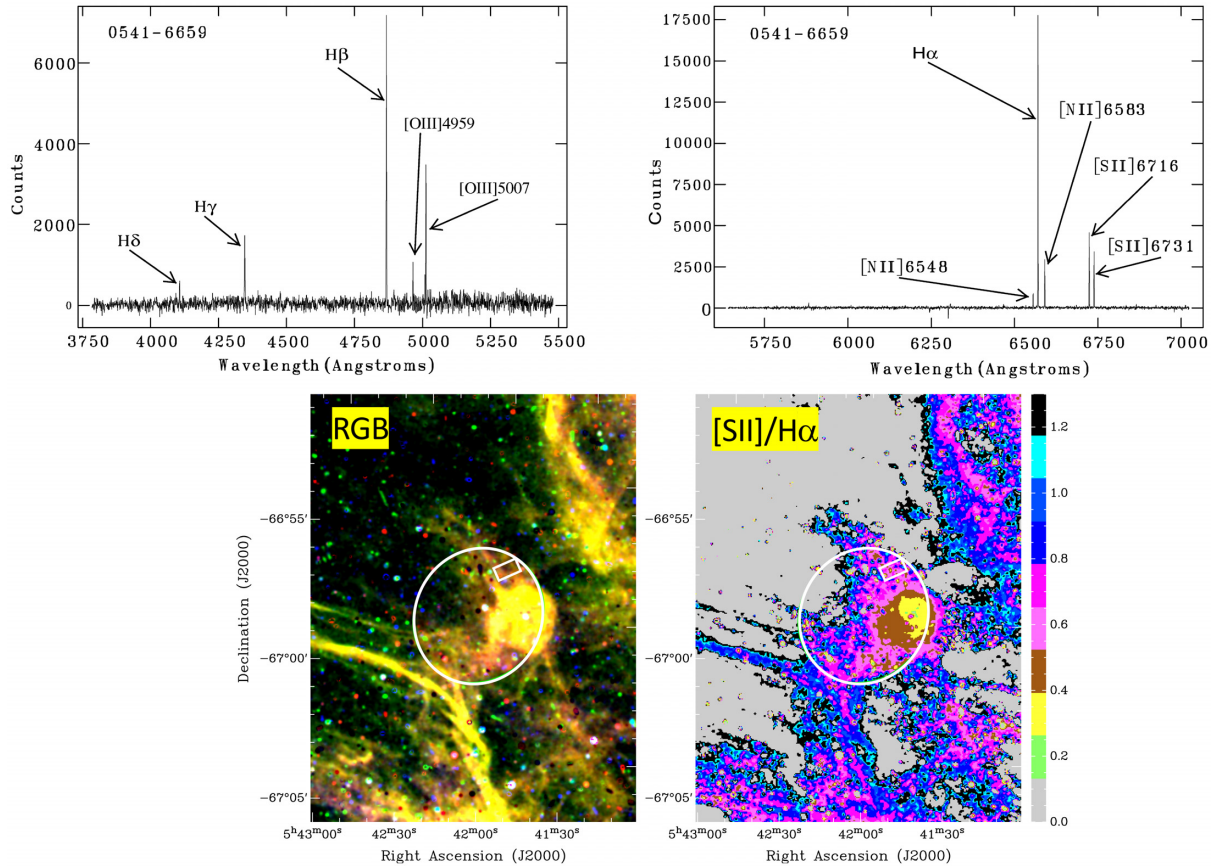 0541-6659
Hβ
[OIII]4959
[OIII]5007
Hγ
Hδ
6000
4000
2000
0
Counts
3750 4000 4250 4500 4750 5000 5250 5500
Wavelength(Angstroms)
0541-6659
Hα
[NII]6583
[SII]6716
[SII]6731
[NII]6548
17500
15000
12500
10000
7500
5000
2500
0
Counts
5750 6000 6250 6500 6750 7000
Wavelength(Angstroms)
RGB
−66°55′
−67°00′
−67°05′
Declination (J2000)
5ʰ43ᵐ00ˢ 42ᵐ30ˢ 42ᵐ00ˢ 41ᵐ30ˢ
Right Ascension (J2000)
[SII]/Hα
−66°55′
−67°00′
−67°05′
5ʰ43ᵐ00ˢ 42ᵐ30ˢ 42ᵐ00ˢ 41ᵐ30ˢ
Right Ascension (J2000)
1.2
1.0
0.8
0.6
0.4
0.2
0.0